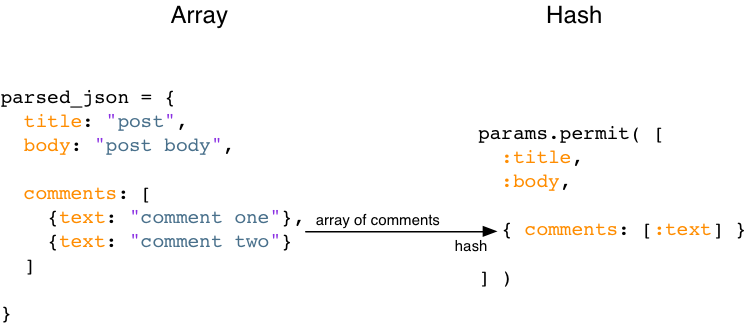 Array
Hash
parsed_json = {
title: "post",
body: "post body",
comments: [
{text: "comment one"},
{text: "comment two"}
]
}
array of comments
hash
params.permit( [
:title,
:body,
{ comments: [:text] }
] )